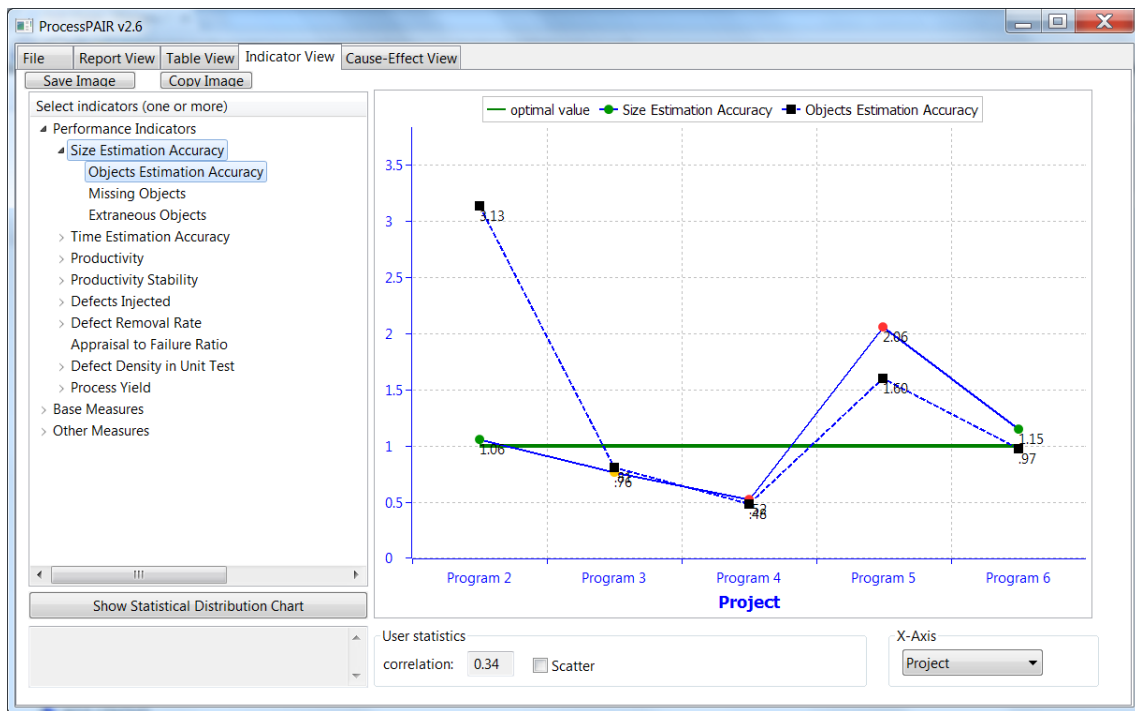 ProcessPAIR v2.6
File Report View Table View Indicator View Cause-Effect View
Save Image Copy Image
Select indicators (one or more)
Performance Indicators
Size Estimation Accuracy
Objects Estimation Accuracy
Missing Objects
Extraneous Objects
Time Estimation Accuracy
Productivity
Productivity Stability
Defects Injected
Defect Removal Rate
Appraisal to Failure Ratio
Defect Density in Unit Test
Process Yield
Base Measures
Other Measures
Show Statistical Distribution Chart
optimal value Size Estimation Accuracy Objects Estimation Accuracy
3.5
3
2.5
2
1.5
1
0.5
0
3.13
1.06
.76
.48
2.06
1.60
1.15
.97
Program 2 Program 3 Program 4 Program 5 Program 6
Project
User statistics
correlation: 0.34 Scatter
X-Axis
Project